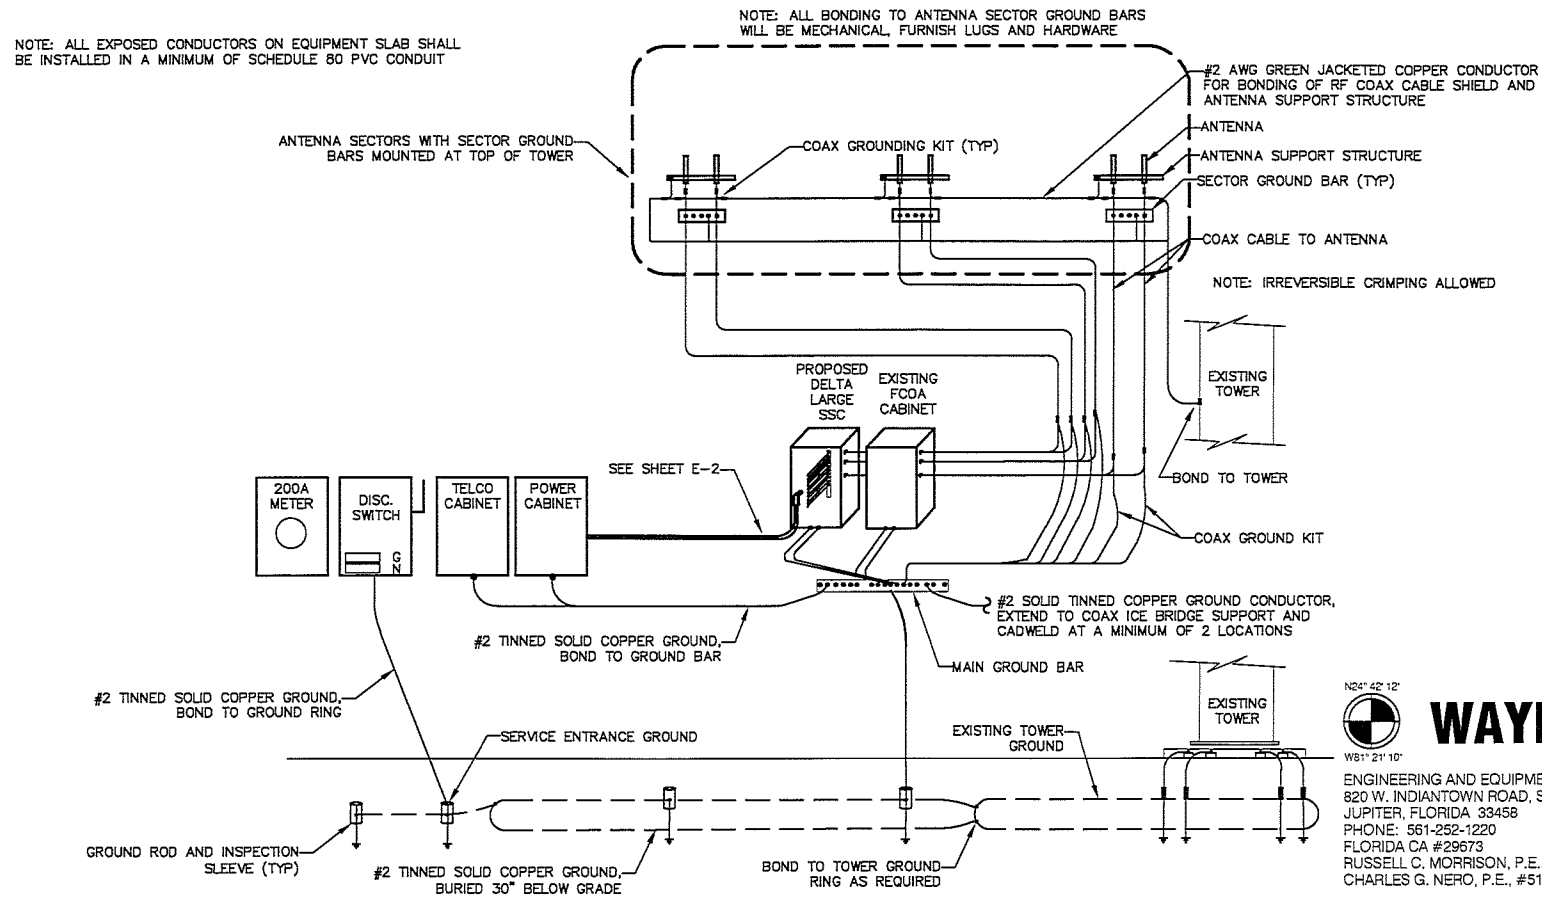 NOTE: ALL BONDING TO ANTENNA SECTOR GROUND BARS
WILL BE MECHANICAL, FURNISH LUGS AND HARDWARE
NOTE: ALL EXPOSED CONDUCTORS ON EQUIPMENT SLAB SHALL
BE INSTALLED IN A MINIMUM OF SCHEDULE 80 PVC CONDUIT
#2 AWG GREEN JACKETED COPPER CONDUCTOR
FOR BONDING OF RF COAX CABLE SHIELD AND
ANTENNA SUPPORT STRUCTURE
ANTENNA
ANTENNA SECTORS WITH SECTOR GROUND
BARS MOUNTED AT TOP OF TOWER
COAX GROUNDING KIT (TYP)
ANTENNA SUPPORT STRUCTURE
SECTOR GROUND BAR (TYP)
COAX CABLE TO ANTENNA
NOTE: IRREVERSIBLE CRIMPING ALLOWED
EXISTING
TOWER
PROPOSED
DELTA
LARGE
SSC
EXISTING
FCOA
CABINET
SEE SHEET E-2
BOND TO TOWER
200A
METER
DISC.
SWITCH
G
N
TELCO
CABINET
POWER
CABINET
COAX GROUND KIT
#2 SOLID TINNED COPPER GROUND CONDUCTOR,
EXTEND TO COAX ICE BRIDGE SUPPORT AND
CADWELD AT A MINIMUM OF 2 LOCATIONS
#2 TINNED SOLID COPPER GROUND,
BOND TO GROUND BAR
MAIN GROUND BAR
#2 TINNED SOLID COPPER GROUND,
BOND TO GROUND RING
EXISTING
TOWER
SERVICE ENTRANCE GROUND
EXISTING TOWER
GROUND
GROUND ROD AND INSPECTION
SLEEVE (TYP)
#2 TINNED SOLID COPPER GROUND,
BURIED 30" BELOW GRADE
BOND TO TOWER GROUND
RING AS REQUIRED
N24° 42' 12"
W81° 21' 10"
WAY
ENGINEERING AND EQUIPME
820 W. INDIANTOWN ROAD, S
JUPITER, FLORIDA 33458
PHONE: 561-252-1220
FLORIDA CA #29673
RUSSELL C. MORRISON, P.E.
CHARLES G. NERO, P.E., #51